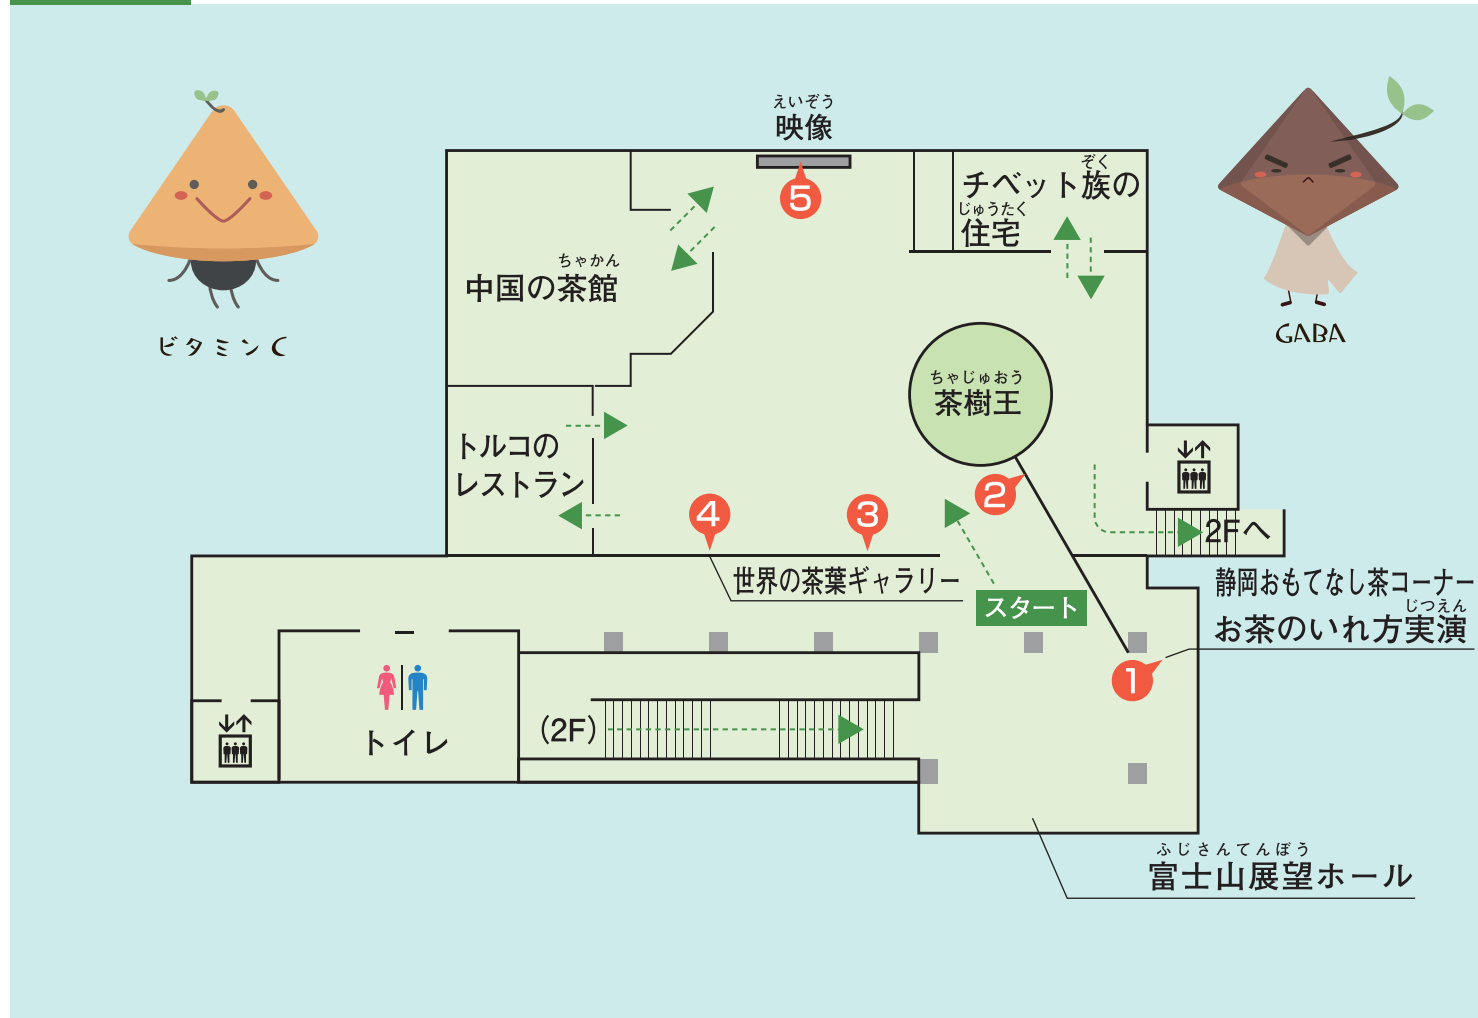 えいぞう
映像
5
ぞく
チベット族の
じゅうたく
住宅
ちゃかん
中国の茶館
ビタミンC
GABA
ちゃじゅおう
茶樹王
トルコの
レストラン
4
3
2
2Fへ
世界の茶葉ギャラリー
スタート
静岡おもてなし茶コーナー
じつえん
お茶のいれ方実演
1
(2F)
トイレ
ふじさんてんぼう
富士山展望ホール